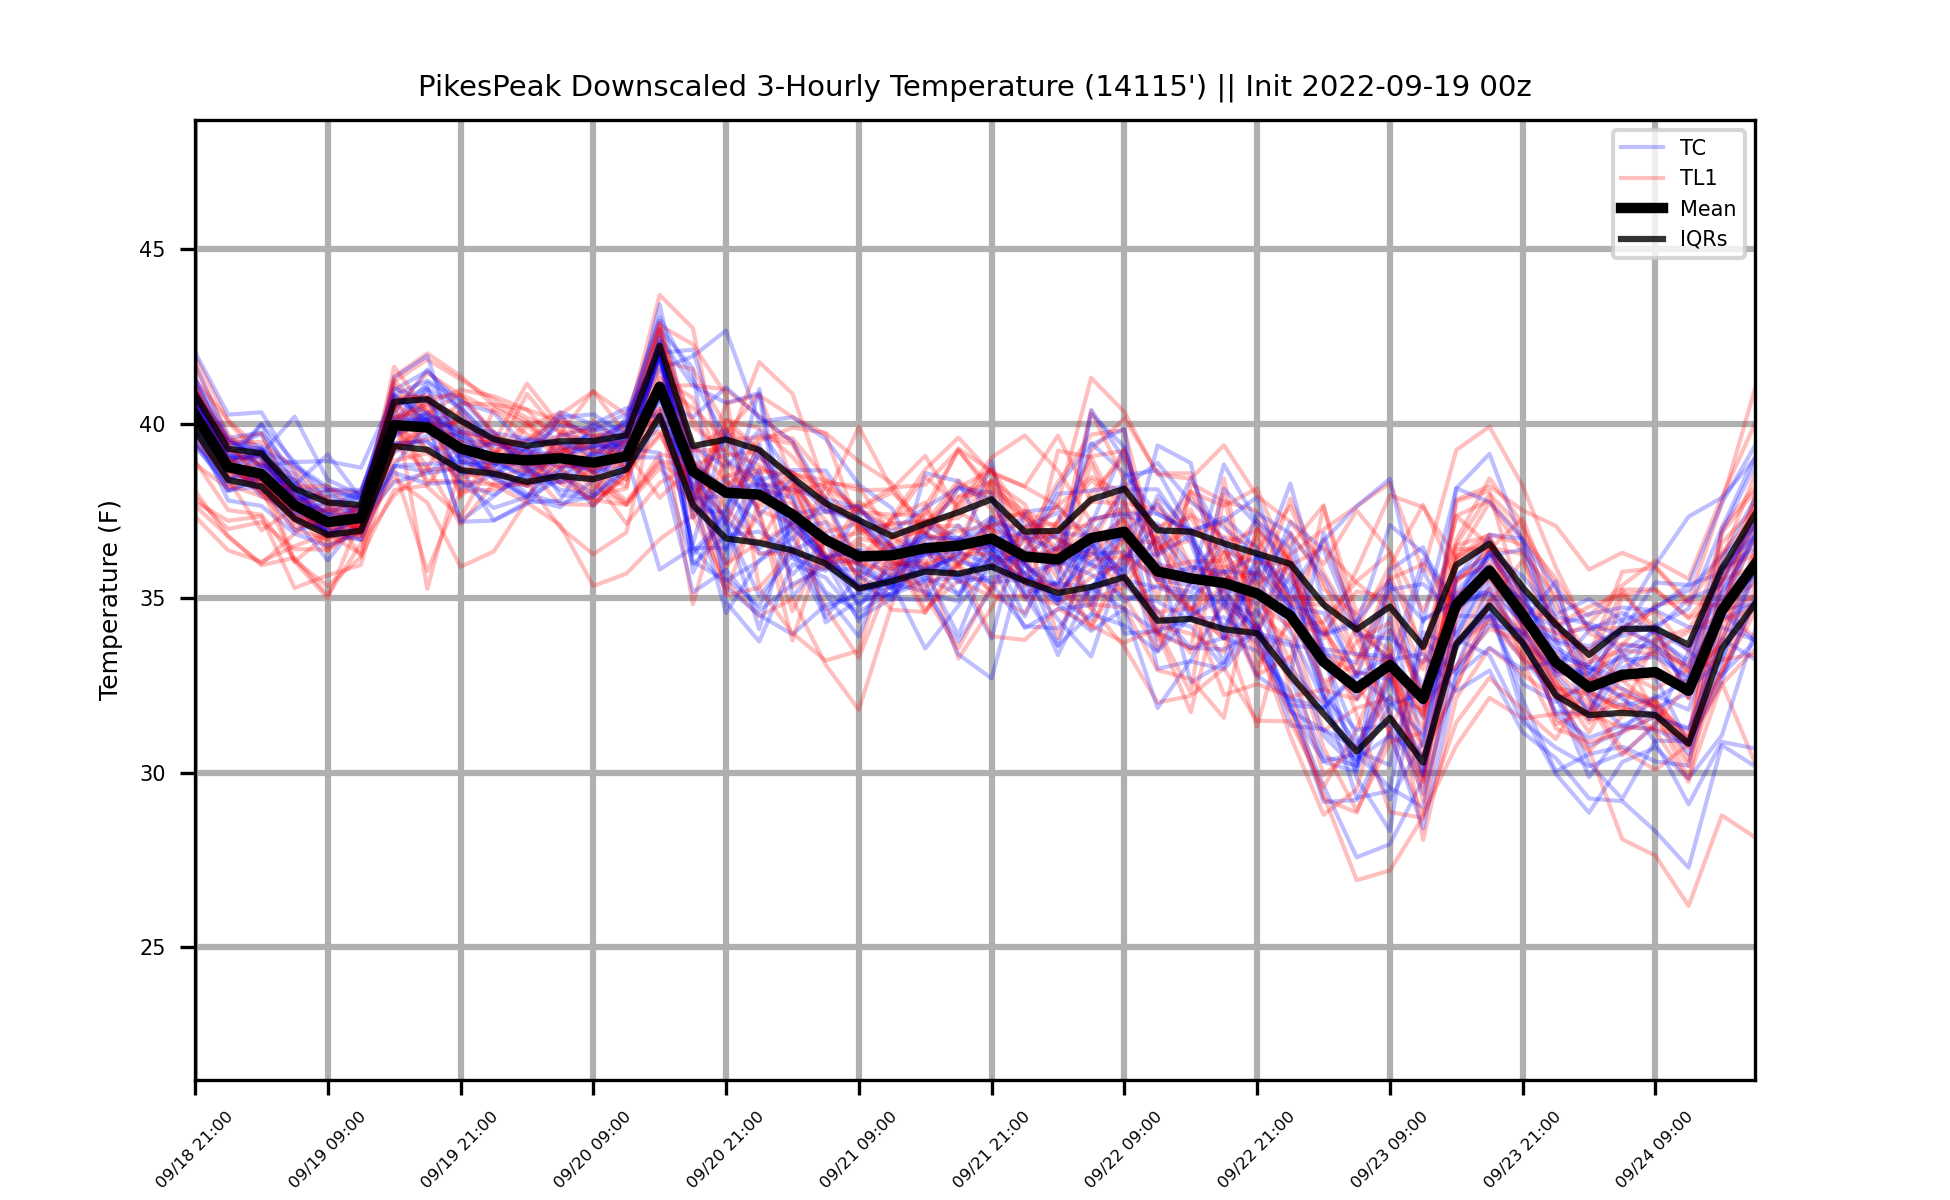 PikesPeak Downscaled 3-Hourly Temperature (14115') || Init 2022-09-19 00z
TC
TL1
Mean
IQRs
Temperature (F)
45
40
35
30
25
09/18 21:00
09/19 09:00
09/19 21:00
09/20 09:00
09/20 21:00
09/21 09:00
09/21 21:00
09/22 09:00
09/22 21:00
09/23 09:00
09/23 21:00
09/24 09:00